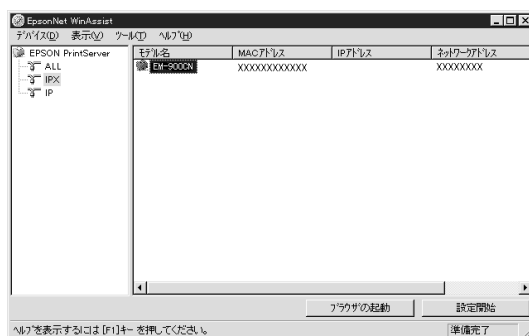 EpsonNet WinAssist
デバイス(D) 表示(V) ツール(T) ヘルプ(H)
EPSON PrintServer
ALL
IPX
IP
モデル名 MACアドレス IPアドレス ネットワークアドレス
EM-900CN XXXXXXXXXXXX XXXXXXXX
ブラウザの起動 設定開始
ヘルプを表示するには [F1]キー を押してください。 準備完了